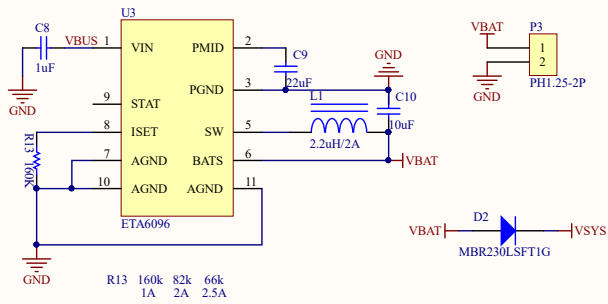 U3
C8
1uF
VBUS
GND
1 VIN
PMID 2
9 STAT
PGND 3
8 ISET
SW 5
7 AGND
BATS 6
10 AGND
AGND 11
ETA6096
C9
22uF
GND
L1
2.2uH/2A
C10
10uF
VBAT
R13 160K
GND
R13 160k 82k 66k
1A 2A 2.5A
VBAT
P3
1
2
GND
PH1.25-2P
VBAT
D2
VSYS
MBR230LSFT1G